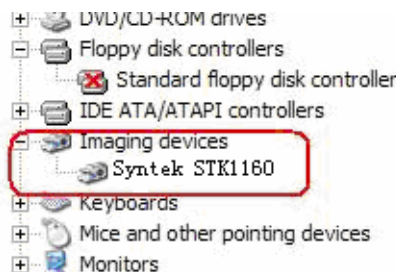 DVD/CD-ROM drives
Floppy disk controllers
Standard floppy disk controller
IDE ATA/ATAPI controllers
Imaging devices
Syntek STK1160
Keyboards
Mice and other pointing devices
Monitors